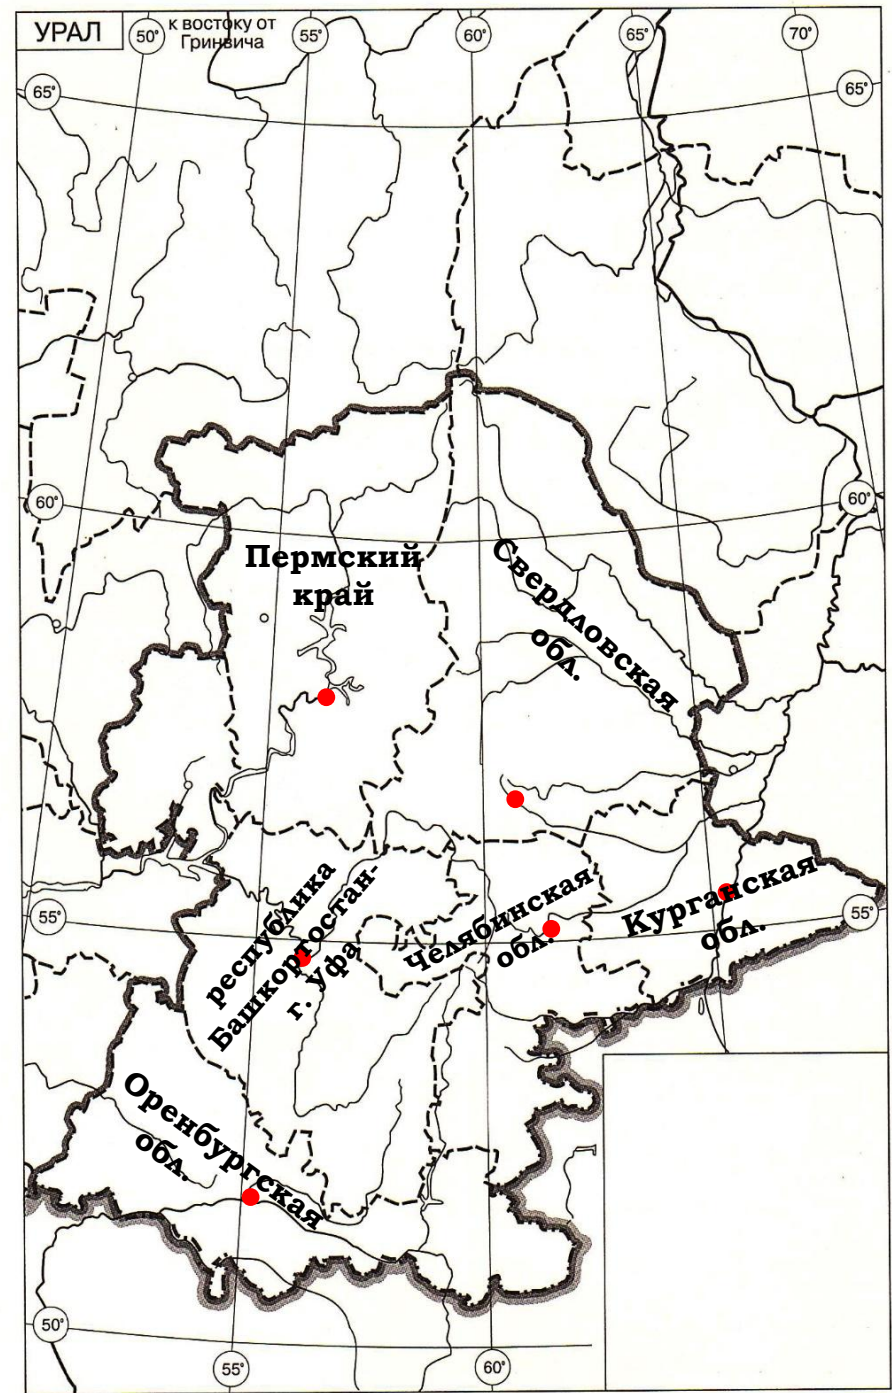 УРАЛ
50°
к востоку от
Гринвича
55°
60°
65°
70°
65°
65°
60°
60°
Пермский
край
Свердловская
обл.
республика
Башкортостан-
г. Уфа
Челябинская
обл.
Курганская
обл.
55°
55°
Оренбургская
обл.
50°
55°
60°